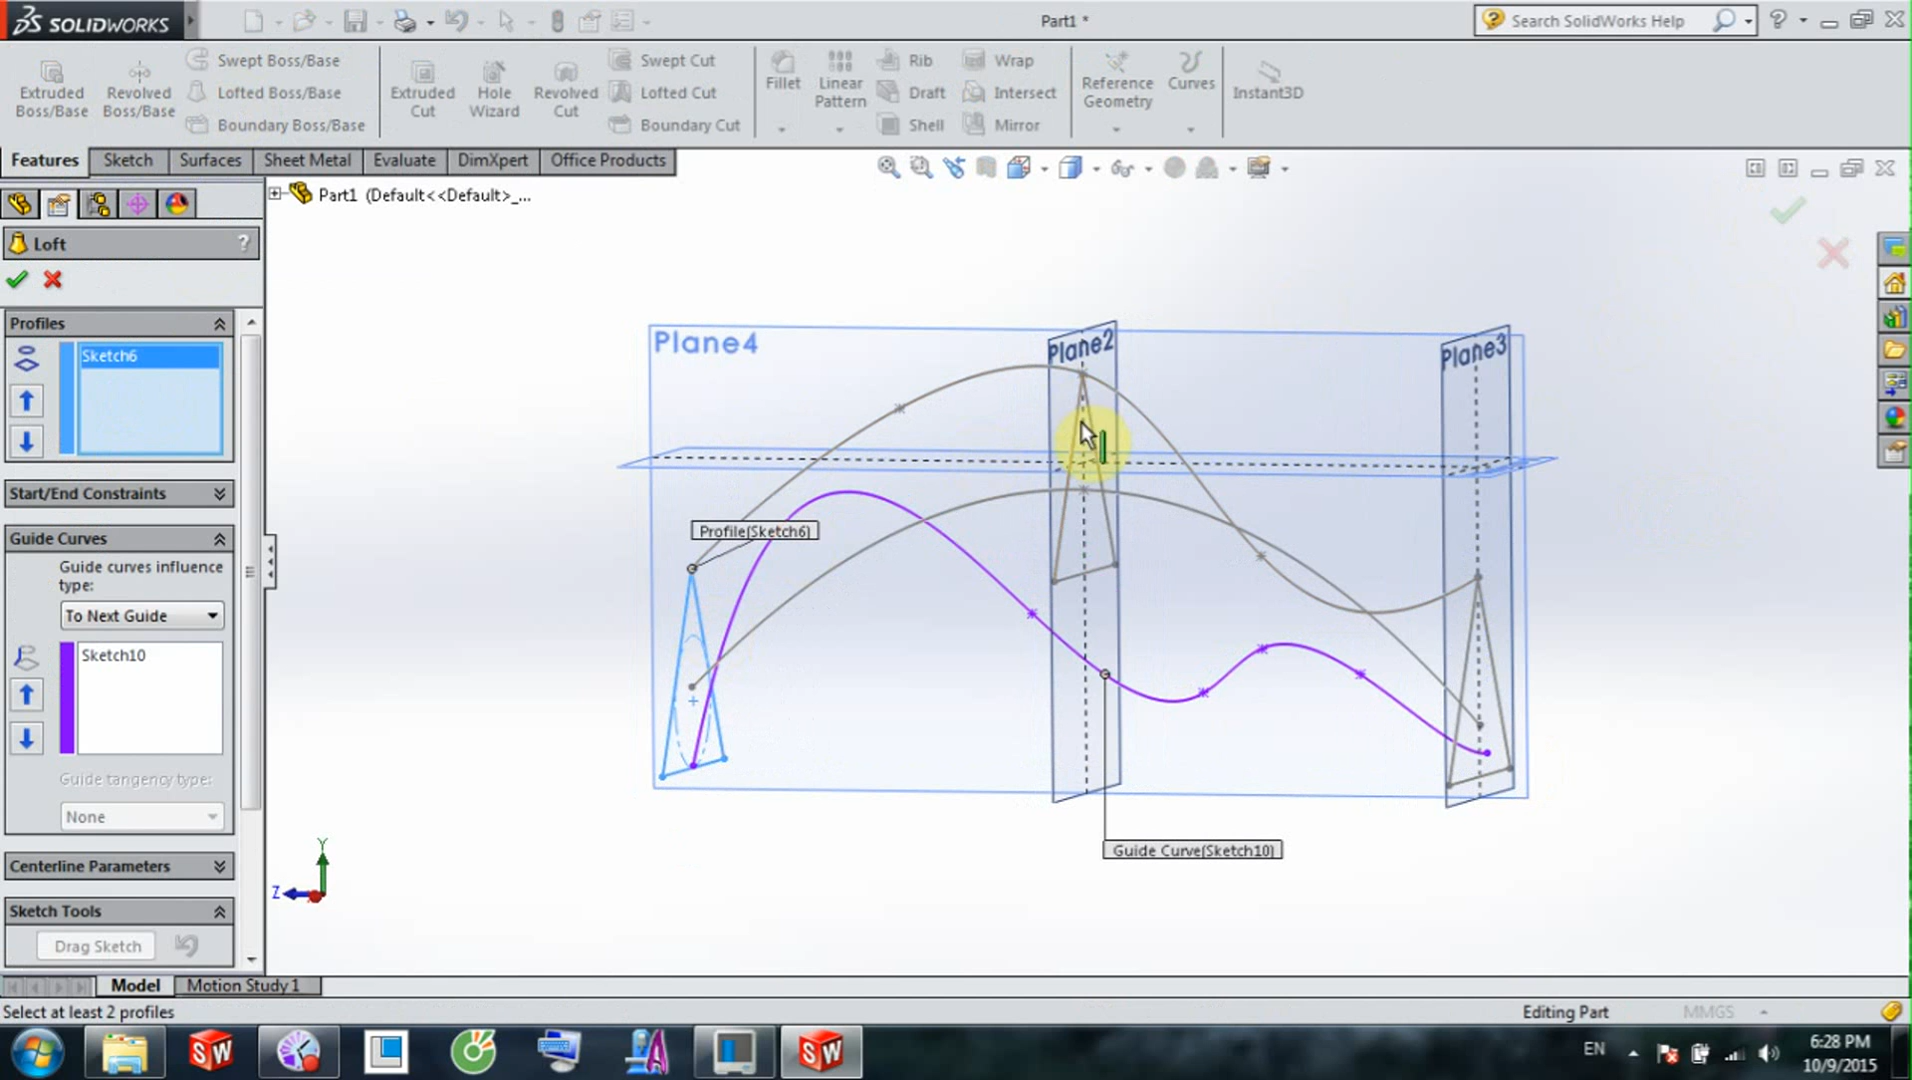 SOLIDWORKS
Part1 *
Search SolidWorks Help
Extruded Boss/Base
Revolved Boss/Base
Swept Boss/Base
Lofted Boss/Base
Boundary Boss/Base
Extruded Cut
Hole Wizard
Revolved Cut
Swept Cut
Lofted Cut
Boundary Cut
Fillet
Linear Pattern
Rib
Draft
Shell
Wrap
Intersect
Mirror
Reference Geometry
Curves
Instant3D
Features
Sketch
Surfaces
Sheet Metal
Evaluate
DimXpert
Office Products
Part1 (Default<<Default>_...
Loft
?
Profiles
Sketch6
Start/End Constraints
Guide Curves
Guide curves influence
type:
To Next Guide
Sketch10
Guide tangency type:
None
Centerline Parameters
Sketch Tools
Drag Sketch
Plane4
Plane2
Plane3
Profile(Sketch6)
Guide Curve(Sketch10)
Y
Z
Model
Motion Study 1
Select at least 2 profiles
Editing Part
MMGS
EN
6:28 PM
10/9/2015